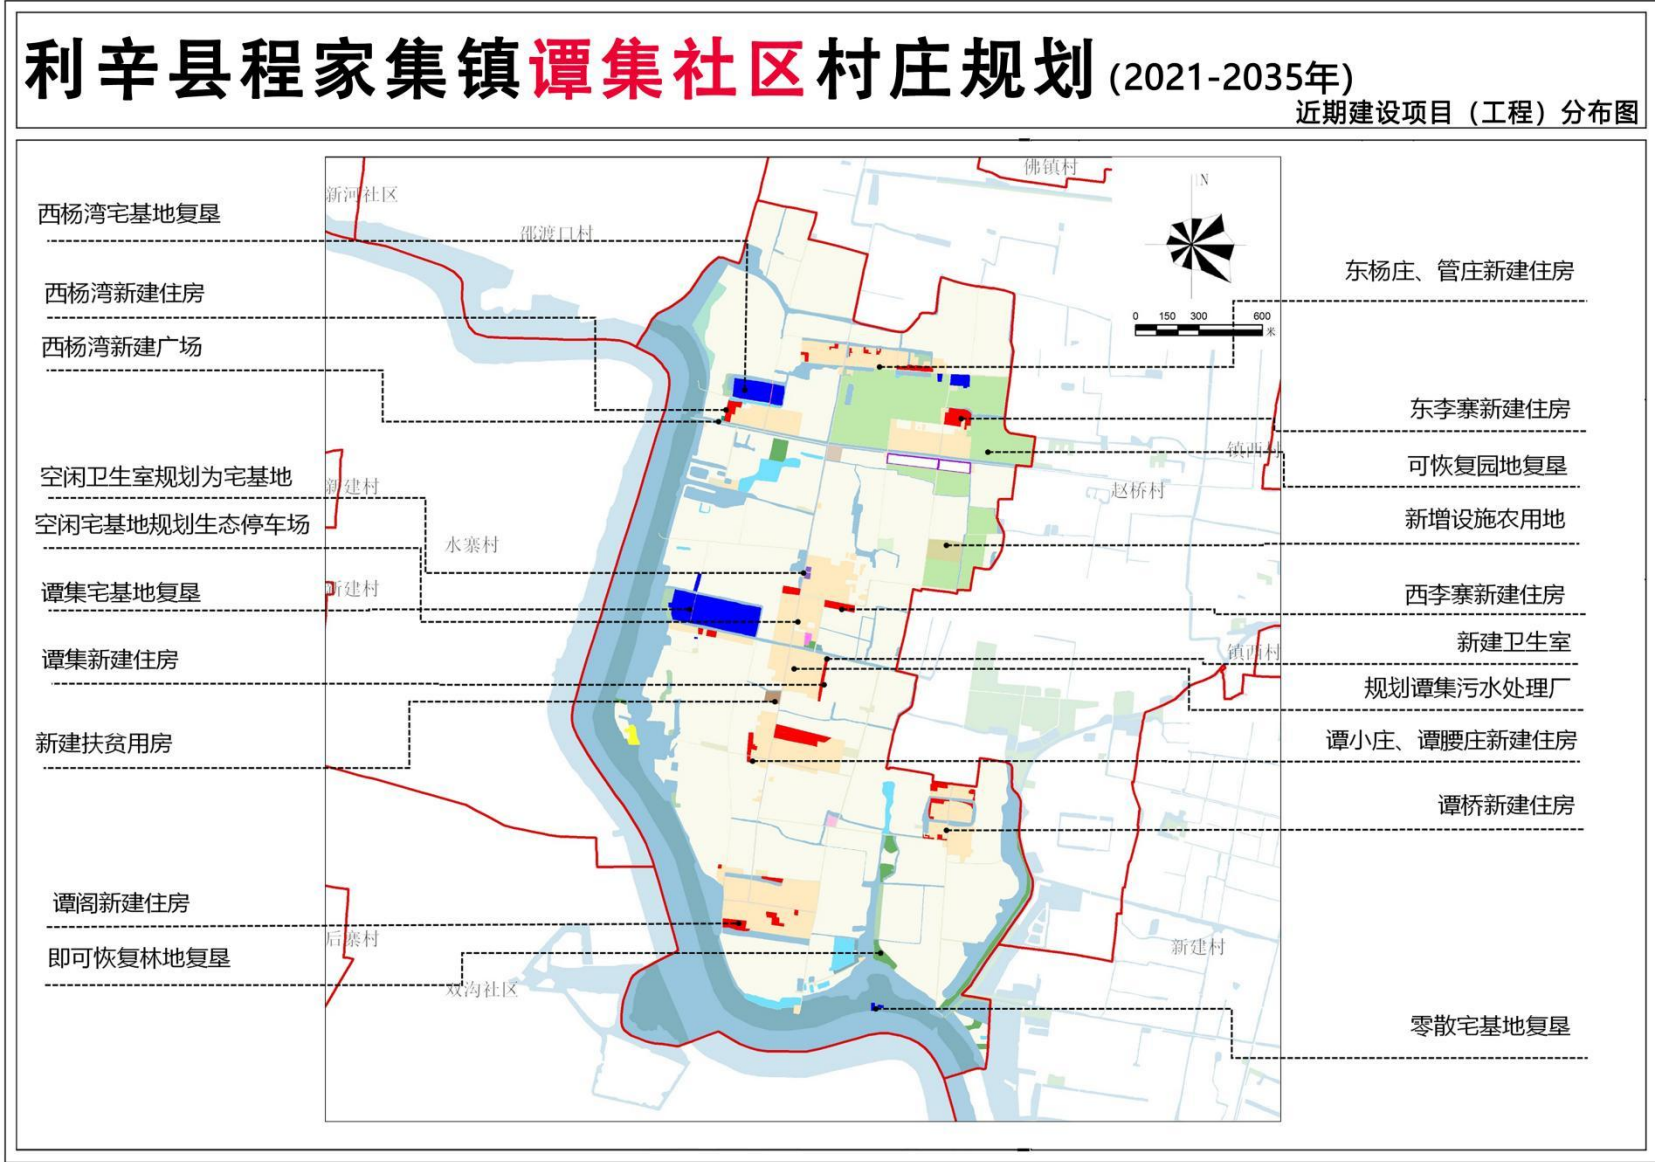 利辛县程家集镇谭集社区村庄规划(2021-2035年)
近期建设项目（工程）分布图
西杨湾宅基地复垦
西杨湾新建住房
西杨湾新建广场
空闲卫生室规划为宅基地
空闲宅基地规划生态停车场
谭集宅基地复垦
谭集新建住房
新建扶贫用房
谭阁新建住房
即可恢复林地复垦
新河社区
邵渡口村
佛镇村
N
0 150 300 600
米
新建村
水寨村
新建村
镇西村
赵桥村
镇西村
后寨村
双沟社区
新建村
东杨庄、管庄新建住房
东李寨新建住房
可恢复园地复垦
新增设施农用地
西李寨新建住房
新建卫生室
规划谭集污水处理厂
谭小庄、谭腰庄新建住房
谭桥新建住房
零散宅基地复垦